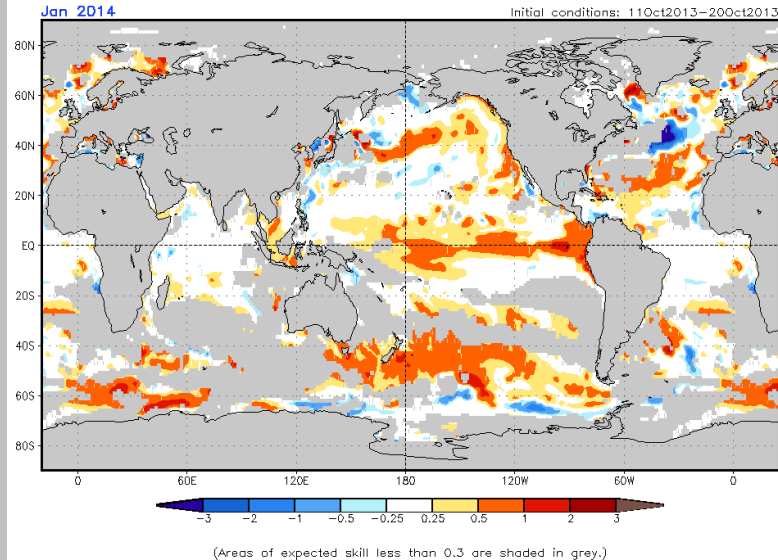 Jan 2014
Initial conditions: 11Oct2013-20Oct2013
80N
60N
40N
20N
EQ
20S
40S
60S
80S
0 60E 120E 180 120W 60W 0
-3 -2 -1 -0.5 -0.25 0.25 0.5 1 2 3
(Areas of expected skill less than 0.3 are shaded in grey.)